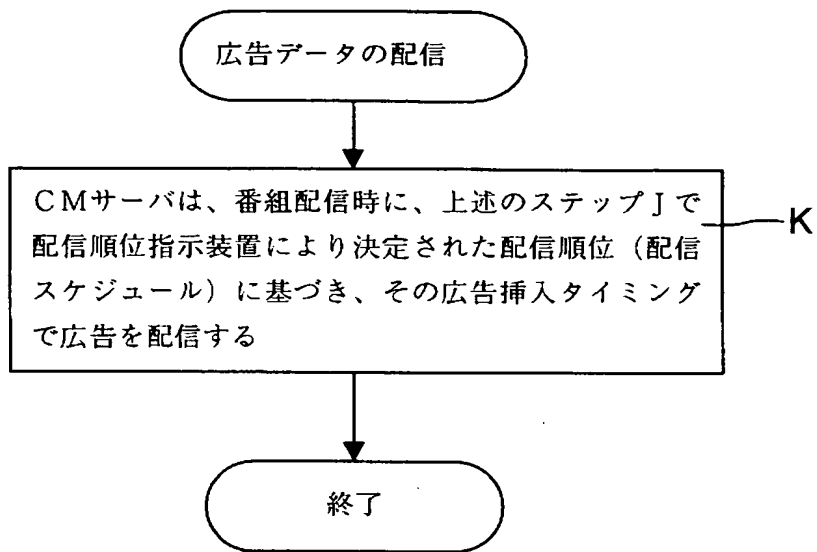 広告データの配信
ＣＭサーバは、番組配信時に、上述のステップＪで
配信順位指示装置により決定された配信順位（配信
スケジュール）に基づき、その広告挿入タイミング
で広告を配信する
K
終了